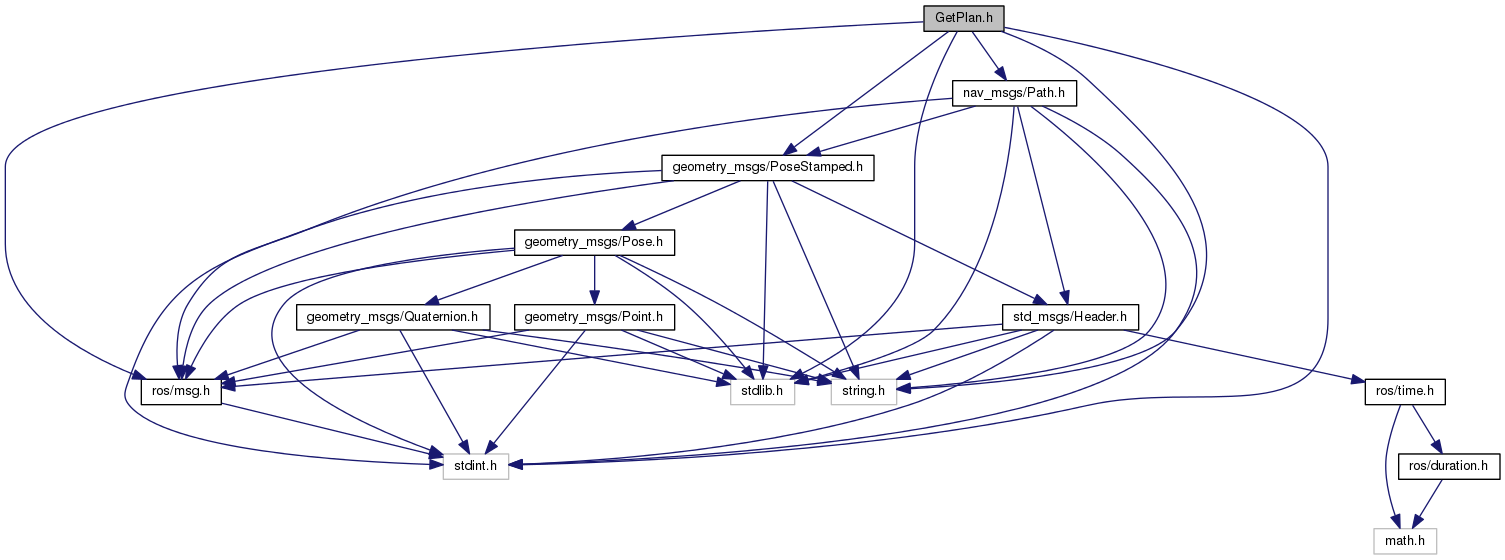 GetPlan.h
nav_msgs/Path.h
geometry_msgs/PoseStamped.h
geometry_msgs/Pose.h
geometry_msgs/Quaternion.h
geometry_msgs/Point.h
std_msgs/Header.h
ros/msg.h
stdlib.h
string.h
ros/time.h
stdint.h
ros/duration.h
math.h